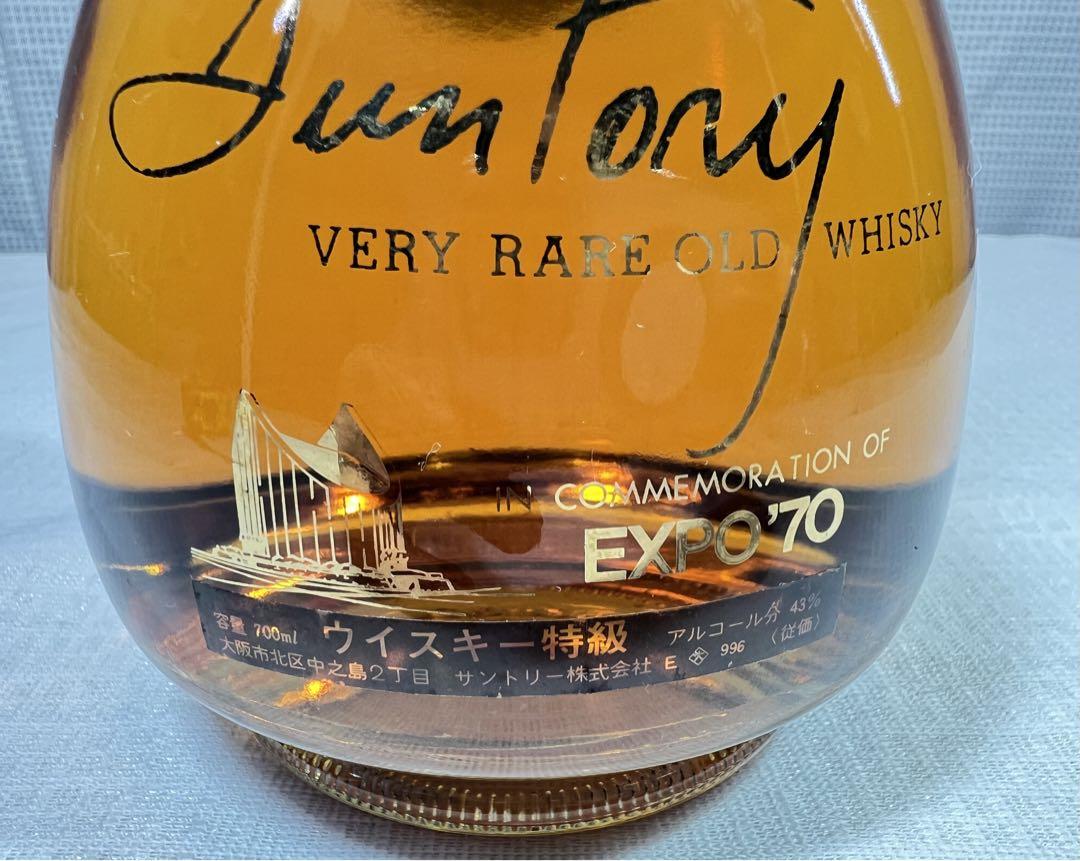 SunTory
VERY RARE OLD WHISKY
IN COMMEMORATION OF
EXPO'70
容量 700ml ウイスキー特級 アルコール分 43%
大阪市北区中之島2丁目 サントリー株式会社 E 996 (従価)